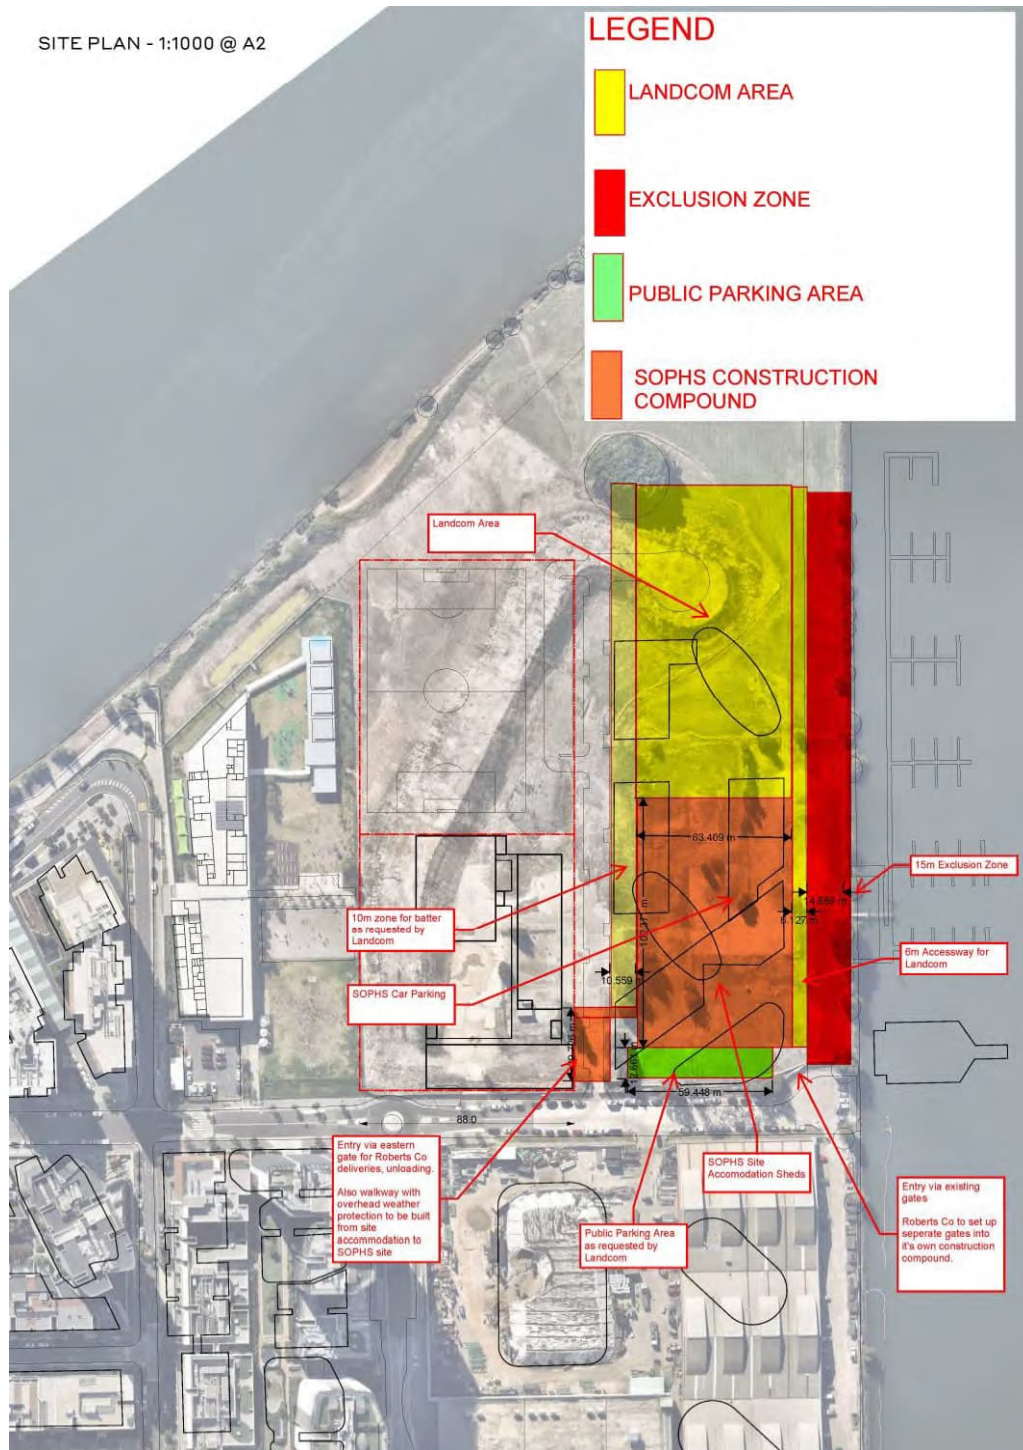 SITE PLAN - 1:1000 @ A2
LEGEND
LANDCOM AREA
EXCLUSION ZONE
PUBLIC PARKING AREA
SOPHS CONSTRUCTION
COMPOUND
Landcom Area
63.409 m
15m Exclusion Zone
10m zone for batter
as requested by
Landcom
6m Accessway for
Landcom
10.559
SOPHS Car Parking
59.448 m
88.0
Entry via eastern
gate for Roberts Co
deliveries, unloading.
Also walkway with
overhead weather
protection to be built
from site
accommodation to
SOPHS site
SOPHS Site
Accomodation Sheds
Public Parking Area
as requested by
Landcom
Entry via existing
gates
Roberts Co to set up
seperate gates into
it's own construction
compound.